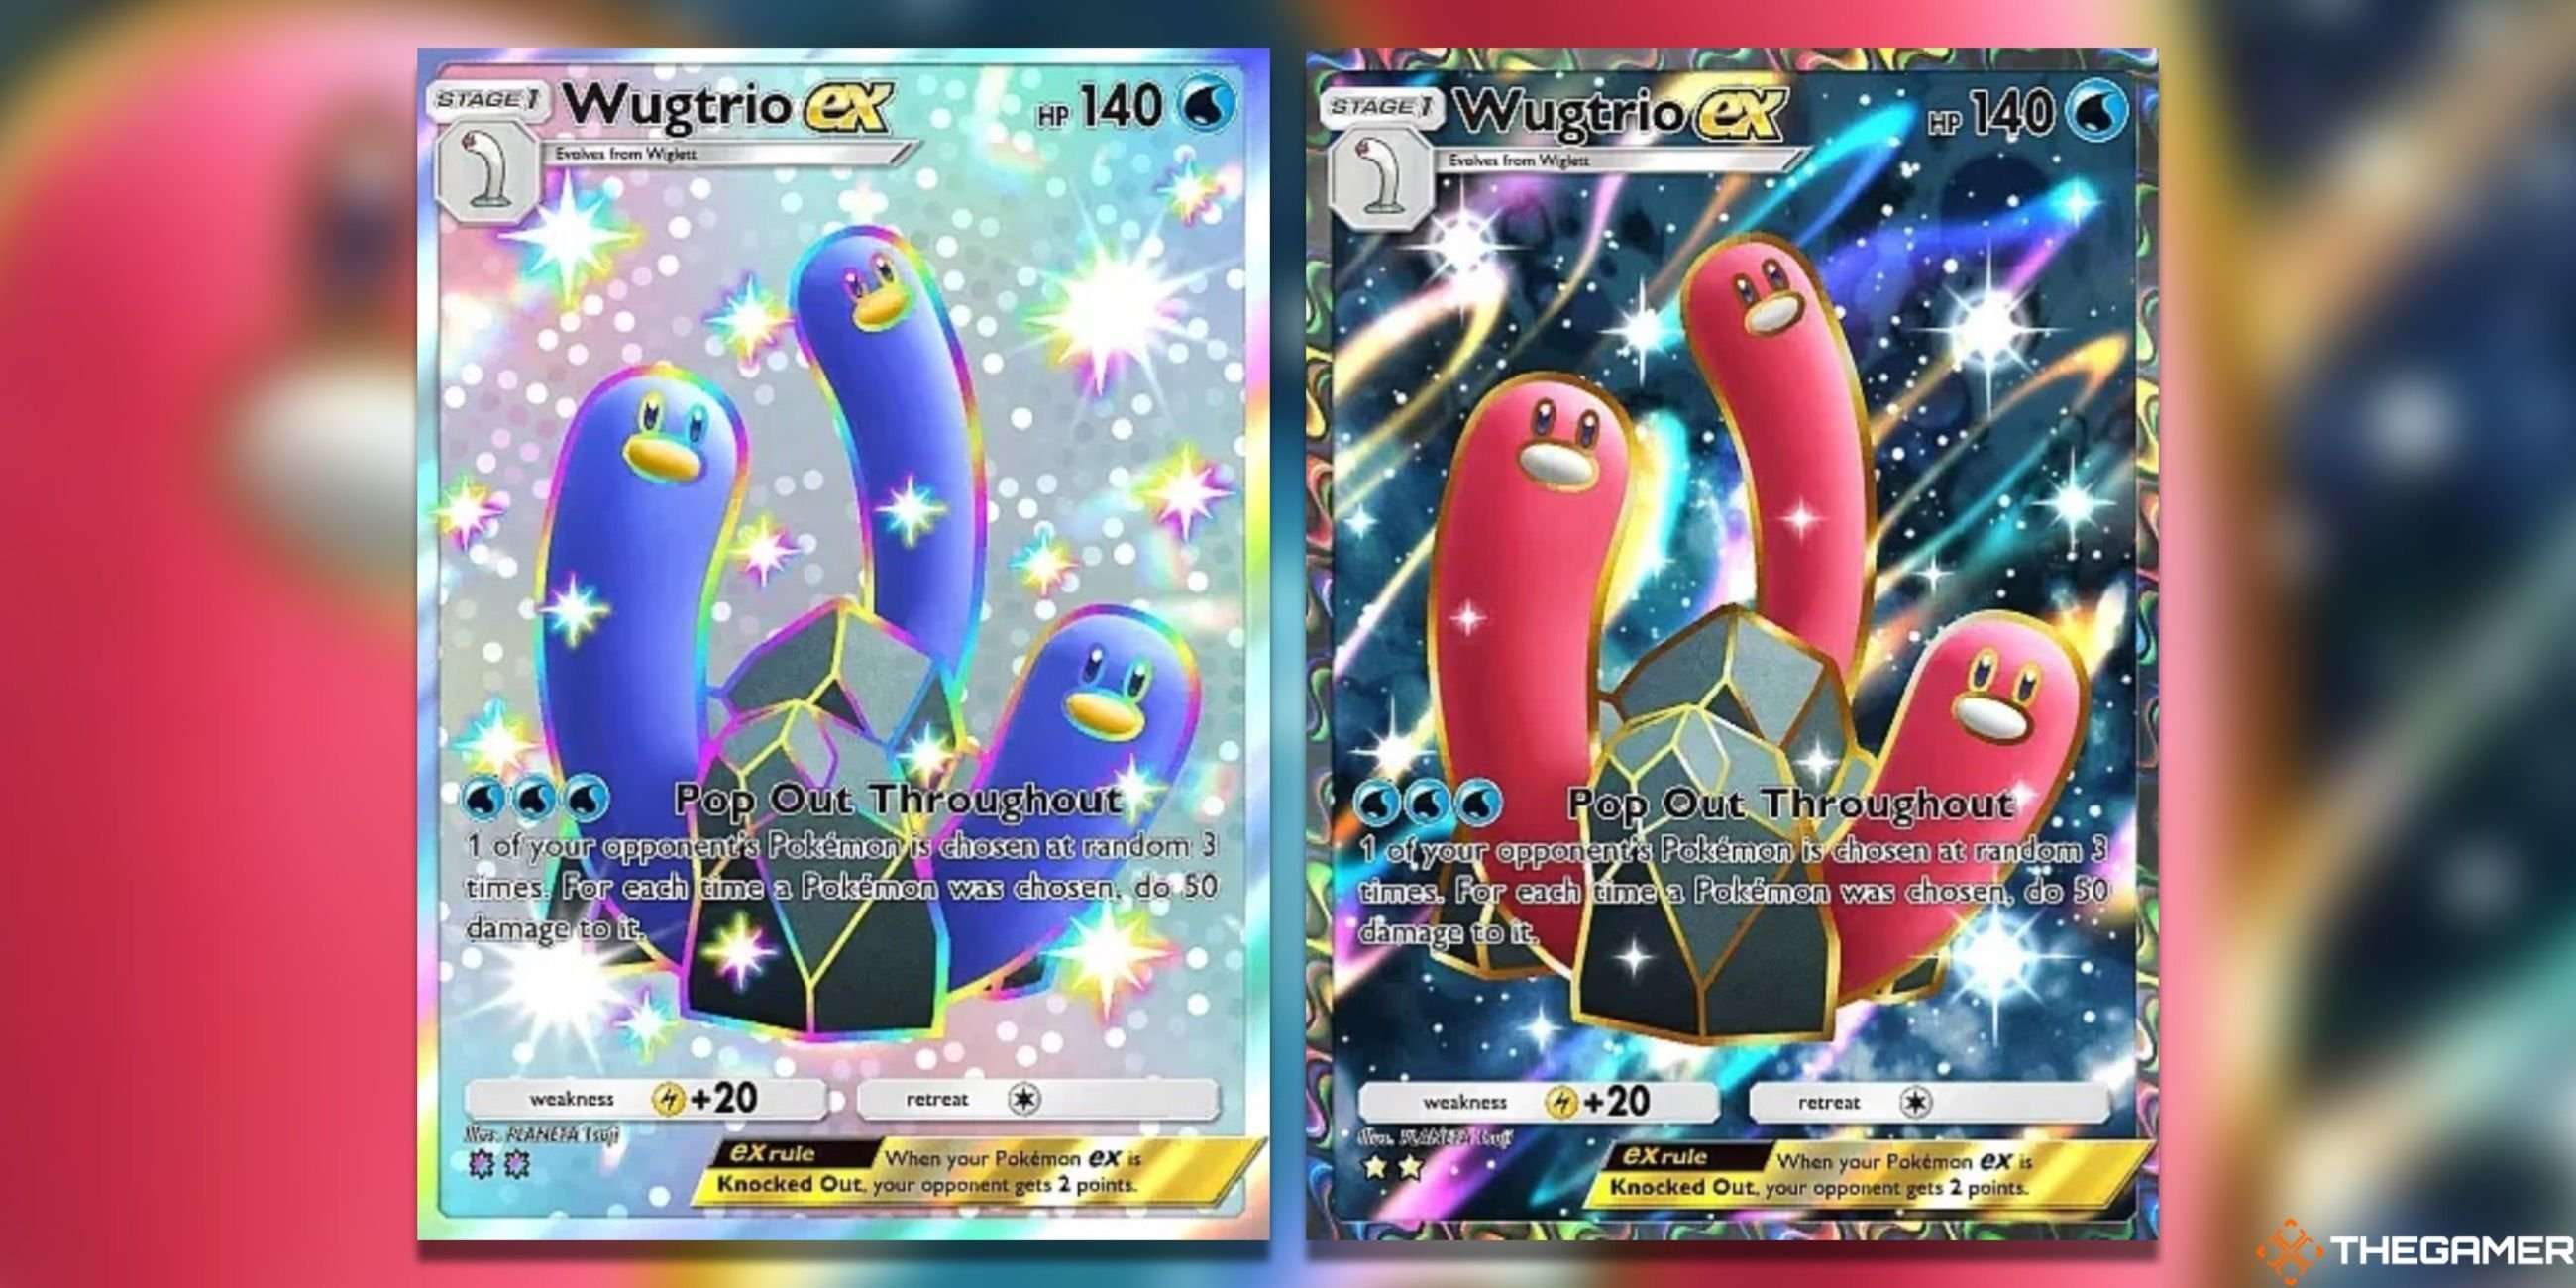 STAGE 1 Wugtrio ex HP 140
Evolves from Wiglett
Pop Out Throughout
1 of your opponent's Pokémon is chosen at random 3
times. For each time a Pokémon was chosen, do 50
damage to it.
weakness +20 retreat
Illus. PLANETA Tsuji
ex rule When your Pokémon ex is
Knocked Out, your opponent gets 2 points.
STAGE 1 Wugtrio ex HP 140
Evolves from Wiglett
Pop Out Throughout
1 of your opponent's Pokémon is chosen at random 3
times. For each time a Pokémon was chosen, do 50
damage to it.
weakness +20 retreat
Illus. PLANETA Tsuji
ex rule When your Pokémon ex is
Knocked Out, your opponent gets 2 points.
THEGAMER